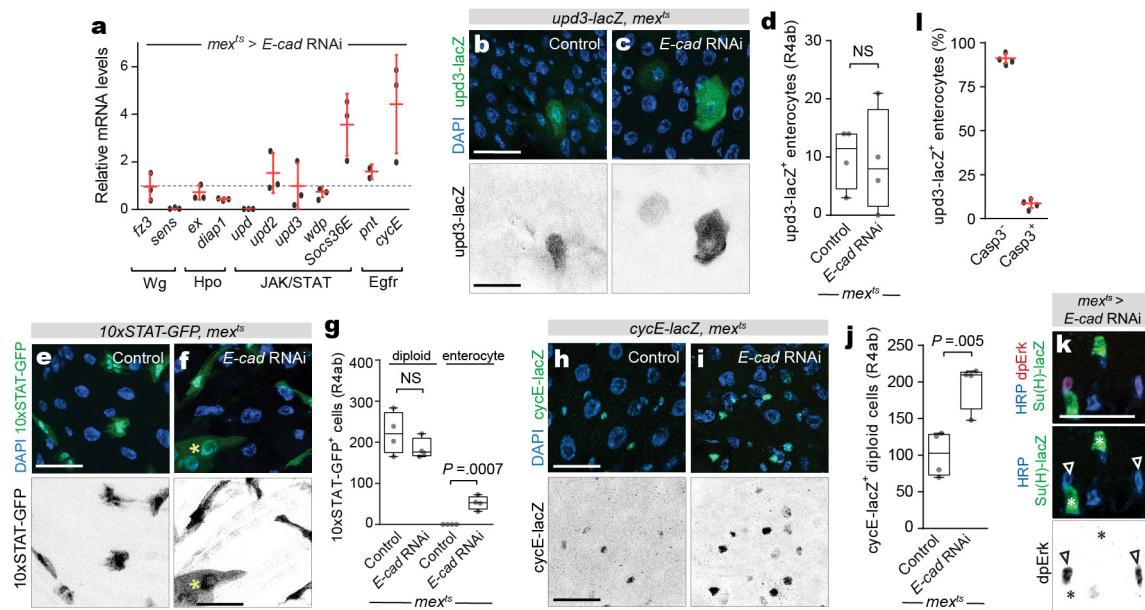 a
mex^ts > E-cad RNAi
Relative mRNA levels
6
4
2
1
0
fz3
sens
ex
diap1
upd
upd2
upd3
wdp
Socs36E
pnt
cycE
Wg
Hpo
JAK/STAT
Egfr
upd3-lacZ, mex^ts
b
Control
c
E-cad RNAi
DAPI upd3-lacZ
upd3-lacZ
d
upd3-lacZ⁺ enterocytes (R4ab)
NS
30
20
10
0
Control
E-cad RNAi
mex^ts
l
upd3-lacZ⁺ enterocytes (%)
100
75
50
25
0
Casp3⁻
Casp3⁺
10xSTAT-GFP, mex^ts
e
Control
f
E-cad RNAi
DAPI 10xSTAT-GFP
*
10xSTAT-GFP
*
g
10xSTAT-GFP⁺ cells (R4ab)
diploid
enterocyte
NS
P =.0007
400
300
200
100
0
Control
E-cad RNAi
Control
E-cad RNAi
mex^ts
cycE-lacZ, mex^ts
h
Control
i
E-cad RNAi
DAPI cycE-lacZ
cycE-lacZ
j
cycE-lacZ⁺ diploid cells (R4ab)
P =.005
250
200
150
100
50
0
Control
E-cad RNAi
mex^ts
mex^ts >
E-cad RNAi
k
HRP dpErk
Su(H)-lacZ
HRP
Su(H)-lacZ
*
*
dpErk
*
*